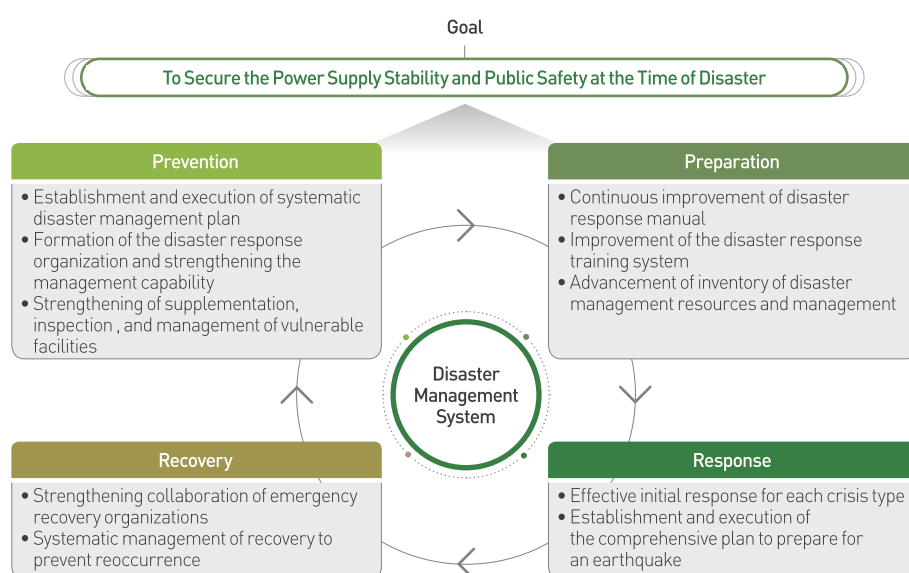 Goal
To Secure the Power Supply Stability and Public Safety at the Time of Disaster
Prevention
• Establishment and execution of systematic
disaster management plan
• Formation of the disaster response
organization and strengthening the
management capability
• Strengthening of supplementation,
inspection , and management of vulnerable
facilities
Preparation
• Continuous improvement of disaster
response manual
• Improvement of the disaster response
training system
• Advancement of inventory of disaster
management resources and management
Disaster
Management
System
Recovery
• Strengthening collaboration of emergency
recovery organizations
• Systematic management of recovery to
prevent reoccurrence
Response
• Effective initial response for each crisis type
• Establishment and execution of
the comprehensive plan to prepare for
an earthquake